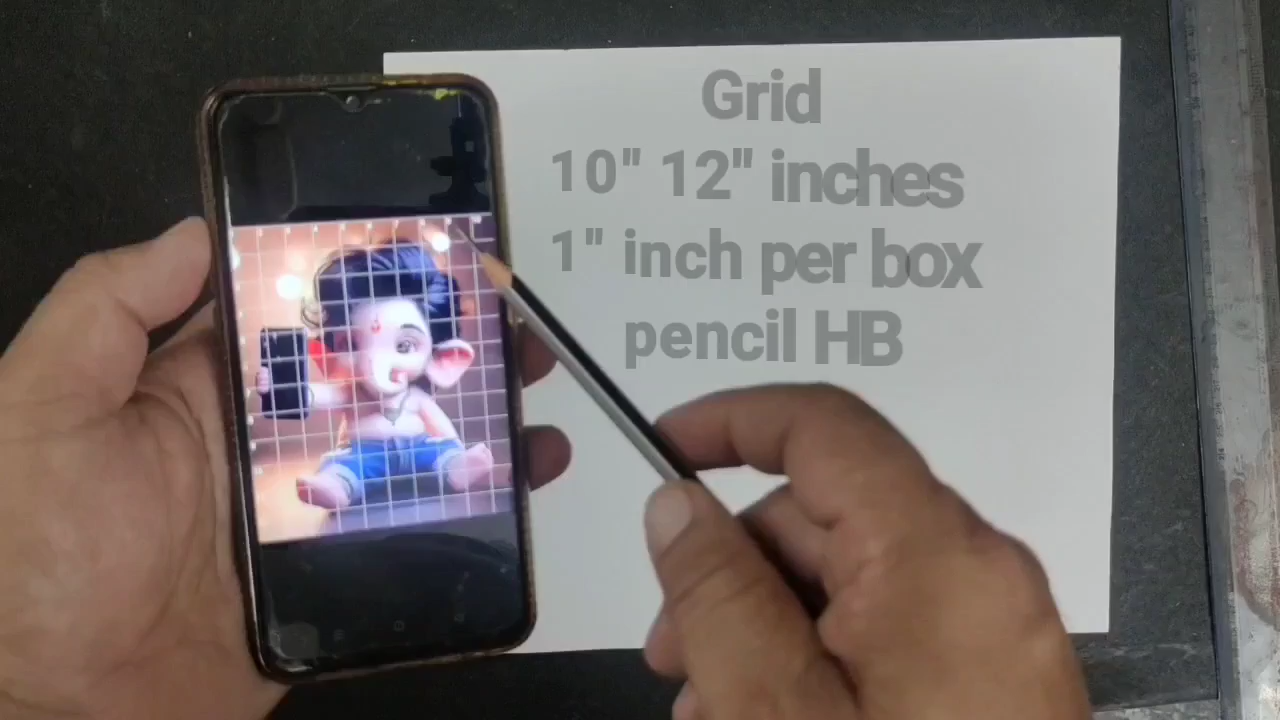 Grid
10" 12" inches
1" inch per box
pencil HB